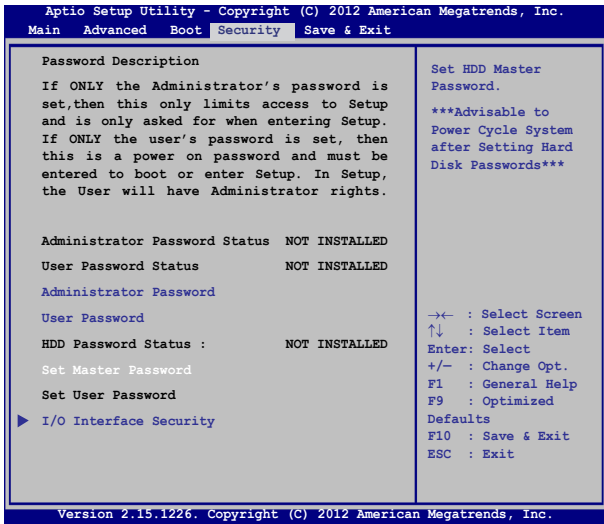 Aptio Setup Utility - Copyright (C) 2012 American Megatrends, Inc.
Main Advanced Boot Security Save & Exit
Password Description
If ONLY the Administrator's password is
set,then this only limits access to Setup
and is only asked for when entering Setup.
If ONLY the user's password is set, then
this is a power on password and must be
entered to boot or enter Setup. In Setup,
the User will have Administrator rights.
Administrator Password Status NOT INSTALLED
User Password Status NOT INSTALLED
Administrator Password
User Password
HDD Password Status : NOT INSTALLED
Set Master Password
Set User Password
I/O Interface Security
Set HDD Master
Password.
***Advisable to
Power Cycle System
after Setting Hard
Disk Passwords***
→← : Select Screen
↑↓ : Select Item
Enter: Select
+/— : Change Opt.
F1 : General Help
F9 : Optimized
Defaults
F10 : Save & Exit
ESC : Exit
Version 2.15.1226. Copyright (C) 2012 American Megatrends, Inc.